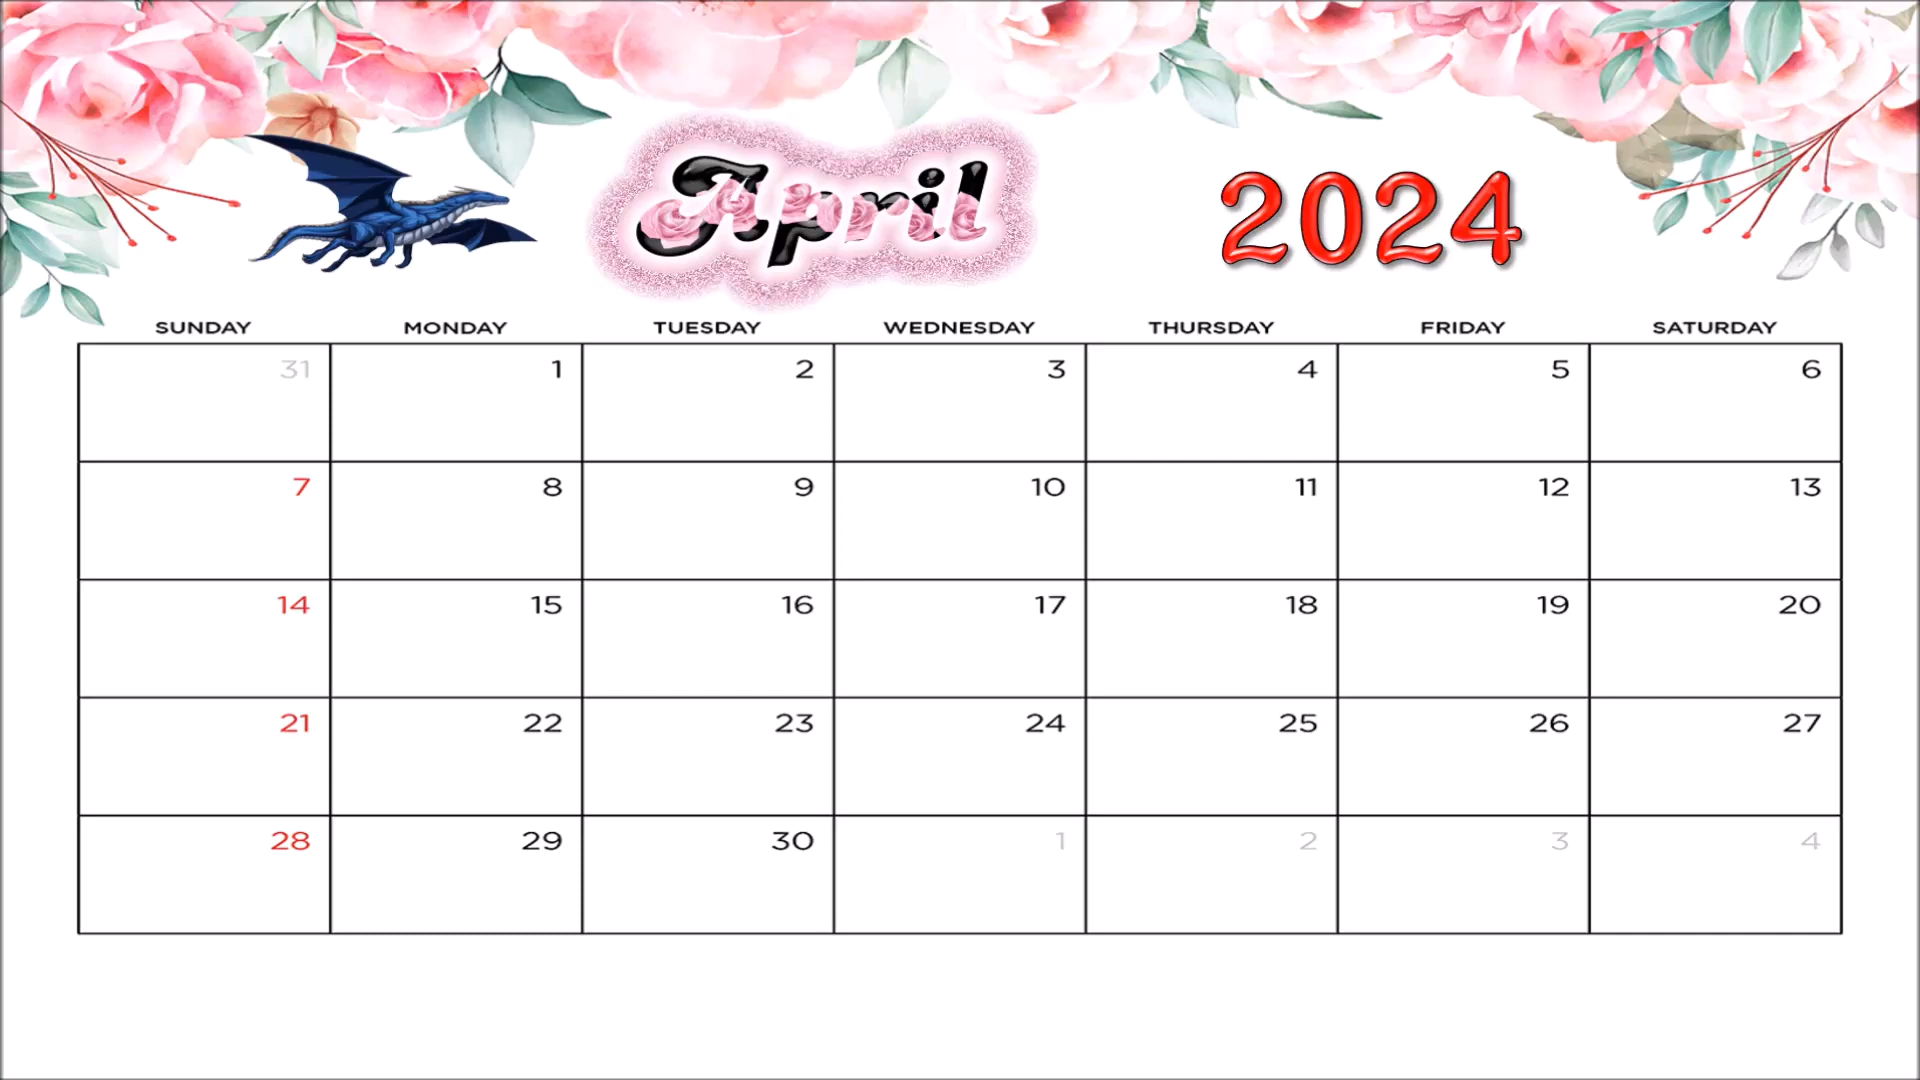 April 2024
SUNDAY MONDAY TUESDAY WEDNESDAY THURSDAY FRIDAY SATURDAY
31 1 2 3 4 5 6
7 8 9 10 11 12 13
14 15 16 17 18 19 20
21 22 23 24 25 26 27
28 29 30 1 2 3 4